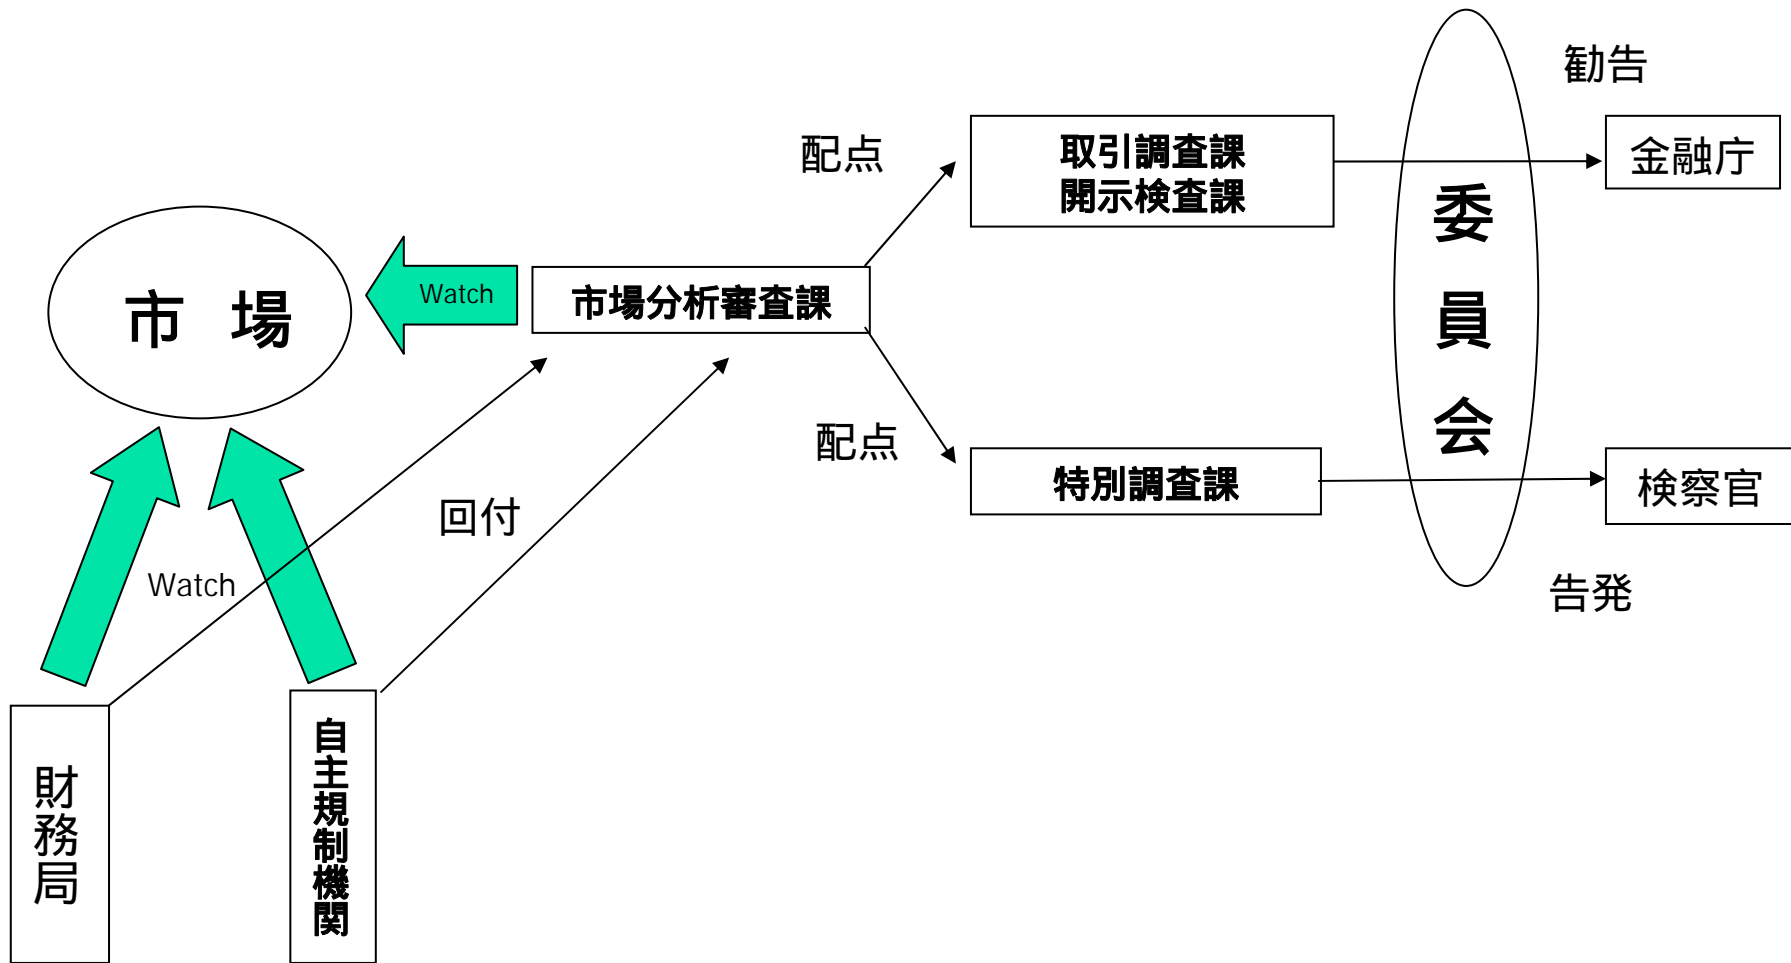 勧告
配点
取引調査課
開示検査課
金融庁
委員会
市 場
Watch
市場分析審査課
配点
特別調査課
検察官
回付
Watch
告発
財務局
自主規制機関